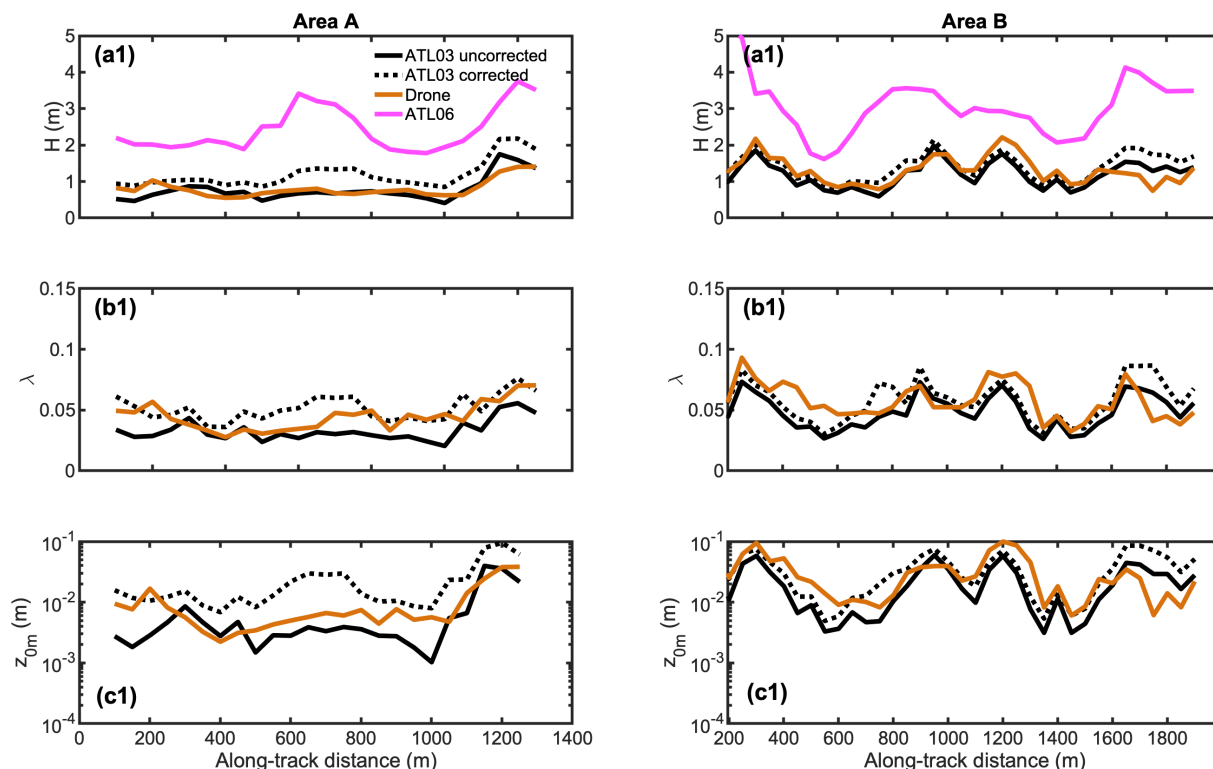 Area A
(a1)
ATL03 uncorrected
ATL03 corrected
Drone
ATL06
H (m)
5
4
3
2
1
0
(b1)
λ
0.15
0.1
0.05
0
(c1)
z0m (m)
10-1
10-2
10-3
10-4
0 200 400 600 800 1000 1200 1400
Along-track distance (m)
Area B
(a1)
H (m)
5
4
3
2
1
0
(b1)
λ
0.15
0.1
0.05
0
(c1)
z0m (m)
10-1
10-2
10-3
10-4
200 400 600 800 1000 1200 1400 1600 1800
Along-track distance (m)